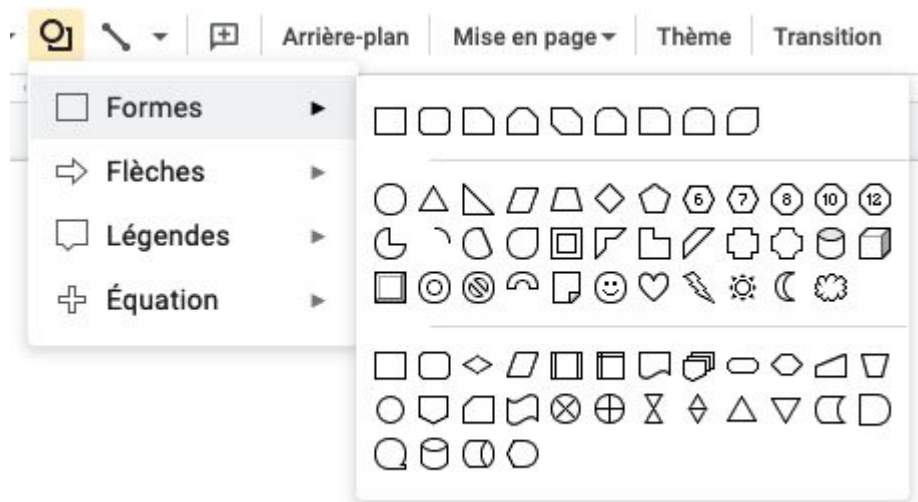 Arrière-plan Mise en page Thème Transition
Formes
Flèches
Légendes
Équation
6 7 8 10 12